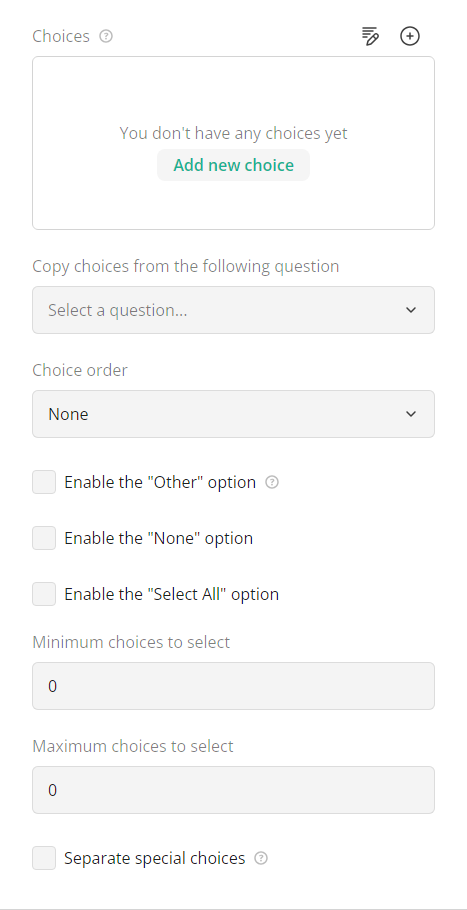 Choices
You don't have any choices yet
Add new choice
Copy choices from the following question
Select a question...
Choice order
None
Enable the "Other" option
Enable the "None" option
Enable the "Select All" option
Minimum choices to select
0
Maximum choices to select
0
Separate special choices